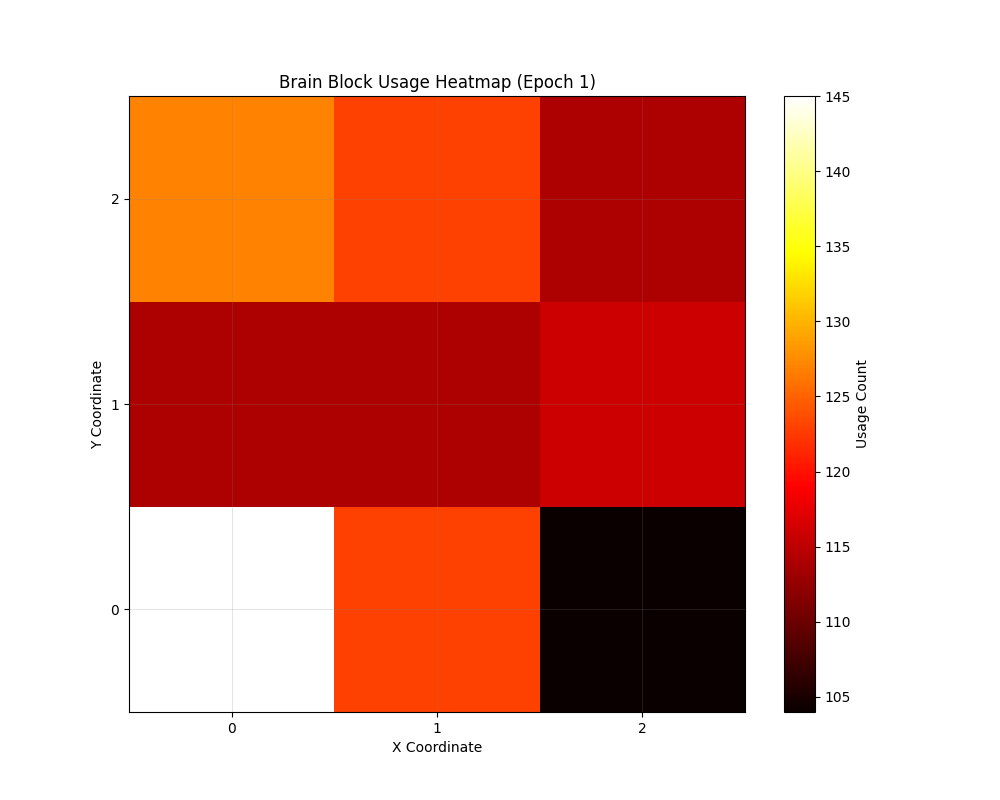 Brain Block Usage Heatmap (Epoch 1)
2
1
0
Y Coordinate
0 1 2
X Coordinate
145
140
135
130
125
120
115
110
105
Usage Count